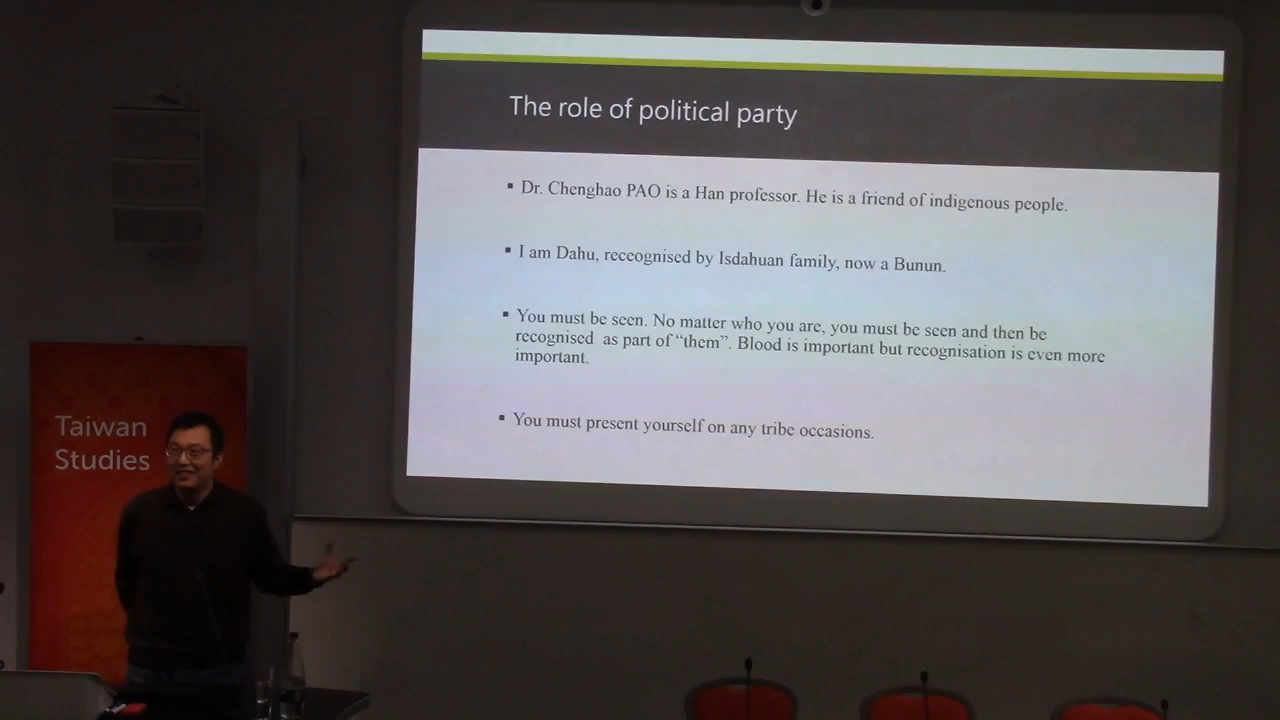 The role of political party
▪ Dr. Chenghao PAO is a Han professor. He is a friend of indigenous people.
▪ I am Dahu, recognised by Isdahuan family, now a Bunun.
▪ You must be seen. No matter who you are, you must be seen and then be
recognised as part of “them”. Blood is important but recognisation is even more
important.
▪ You must present yourself on any tribe occasions.
Taiwan
Studies